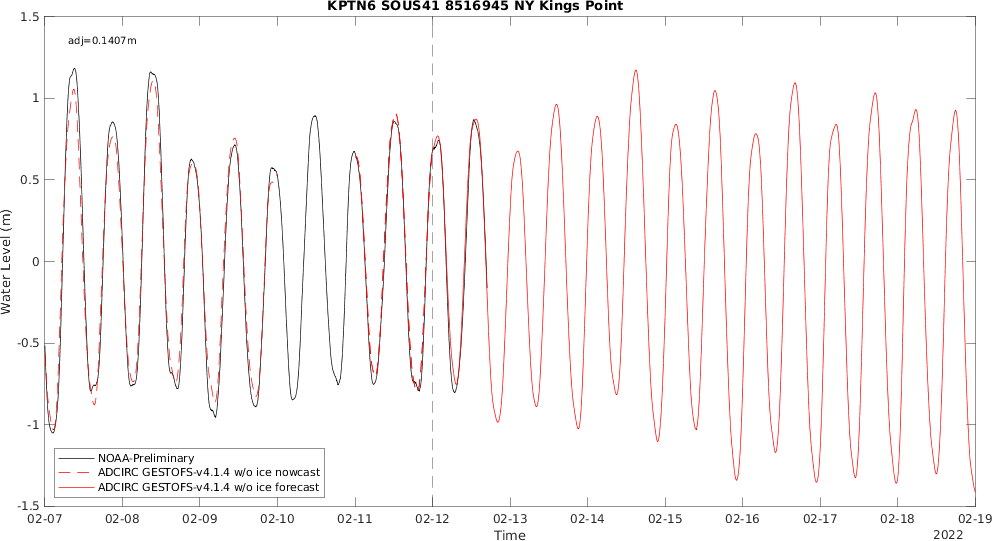 KPTN6 SOUS41 8516945 NY Kings Point
adj=0.1407m
1.5
1
0.5
0
-0.5
-1
-1.5
Water Level (m)
NOAA-Preliminary
ADCIRC GESTOFS-v4.1.4 w/o ice nowcast
ADCIRC GESTOFS-v4.1.4 w/o ice forecast
02-07 02-08 02-09 02-10 02-11 02-12 02-13 02-14 02-15 02-16 02-17 02-18 02-19
Time
2022